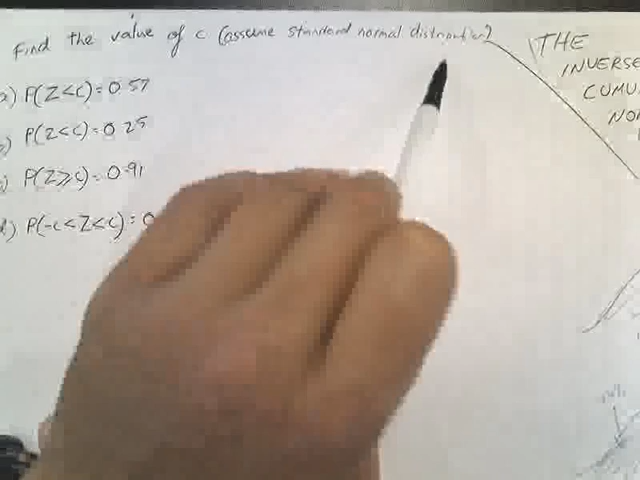 Find the value of c (assume standard normal distribution)
a) P(Z<c)=0.57
b) P(Z<c)=0.25
c) P(Z⩾c)=0.91
d) P(-c<Z<c)=0
THE
INVERSE
CUMU
NO